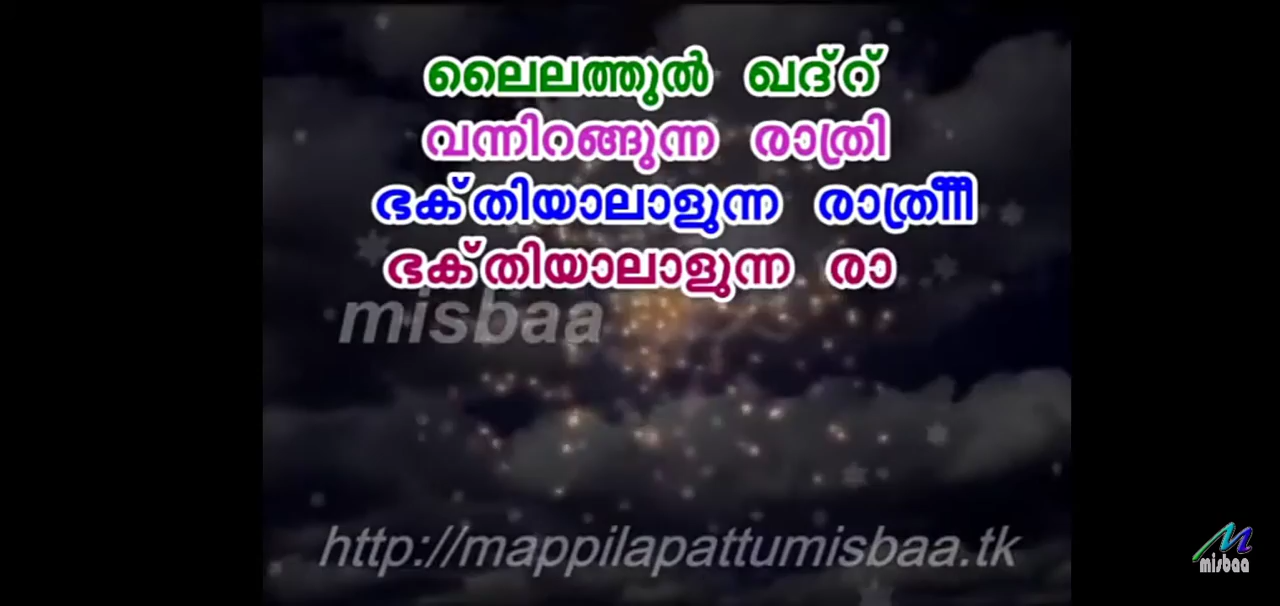 ലൈലത്തുൽ ഖദ്റ്
വന്നിറങ്ങുന്ന രാത്രി
ഭക്‌തിയാലാളുന്ന രാത്രീീീ
ഭക്‌തിയാലാളുന്ന രാ
misbaa
http://mappilapattumisbaa.tk
misbaa